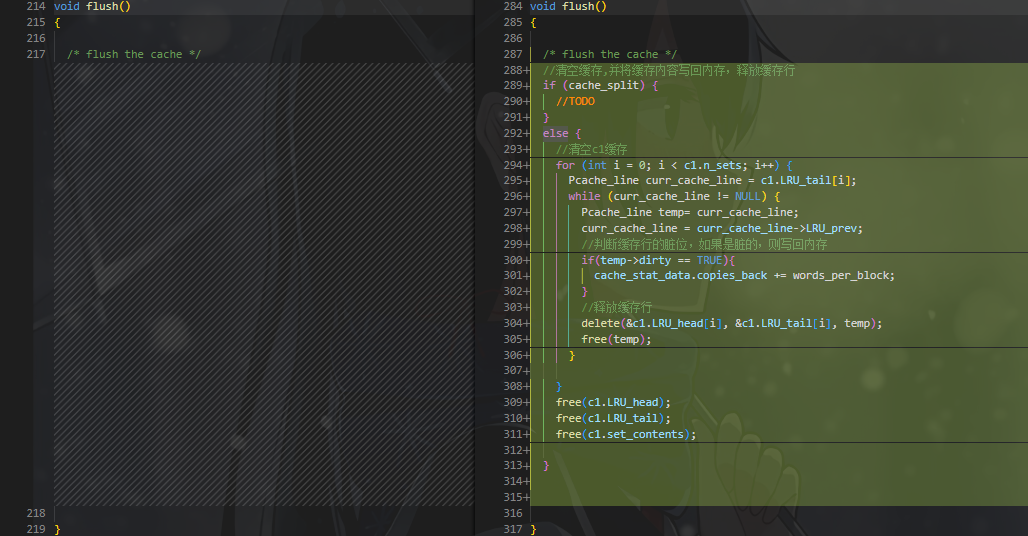 214 void flush()
215 {
216
217 /* flush the cache */
218
219 }
284 void flush()
285 {
286
287 /* flush the cache */
288+ //清空缓存,并将缓存内容写回内存，释放缓存行
289+ if (cache_split) {
290+ //TODO
291+ }
292+ else {
293+ //清空c1缓存
294+ for (int i = 0; i < c1.n_sets; i++) {
295+ Pcache_line curr_cache_line = c1.LRU_tail[i];
296+ while (curr_cache_line != NULL) {
297+ Pcache_line temp= curr_cache_line;
298+ curr_cache_line = curr_cache_line->LRU_prev;
299+ //判断缓存行的脏位，如果是脏的，则写回内存
300+ if(temp->dirty == TRUE){
301+ cache_stat_data.copies_back += words_per_block;
302+ }
303+ //释放缓存行
304+ delete(&c1.LRU_head[i], &c1.LRU_tail[i], temp);
305+ free(temp);
306+ }
307+
308+ }
309+ free(c1.LRU_head);
310+ free(c1.LRU_tail);
311+ free(c1.set_contents);
312+
313+ }
314+
315+
316
317 }